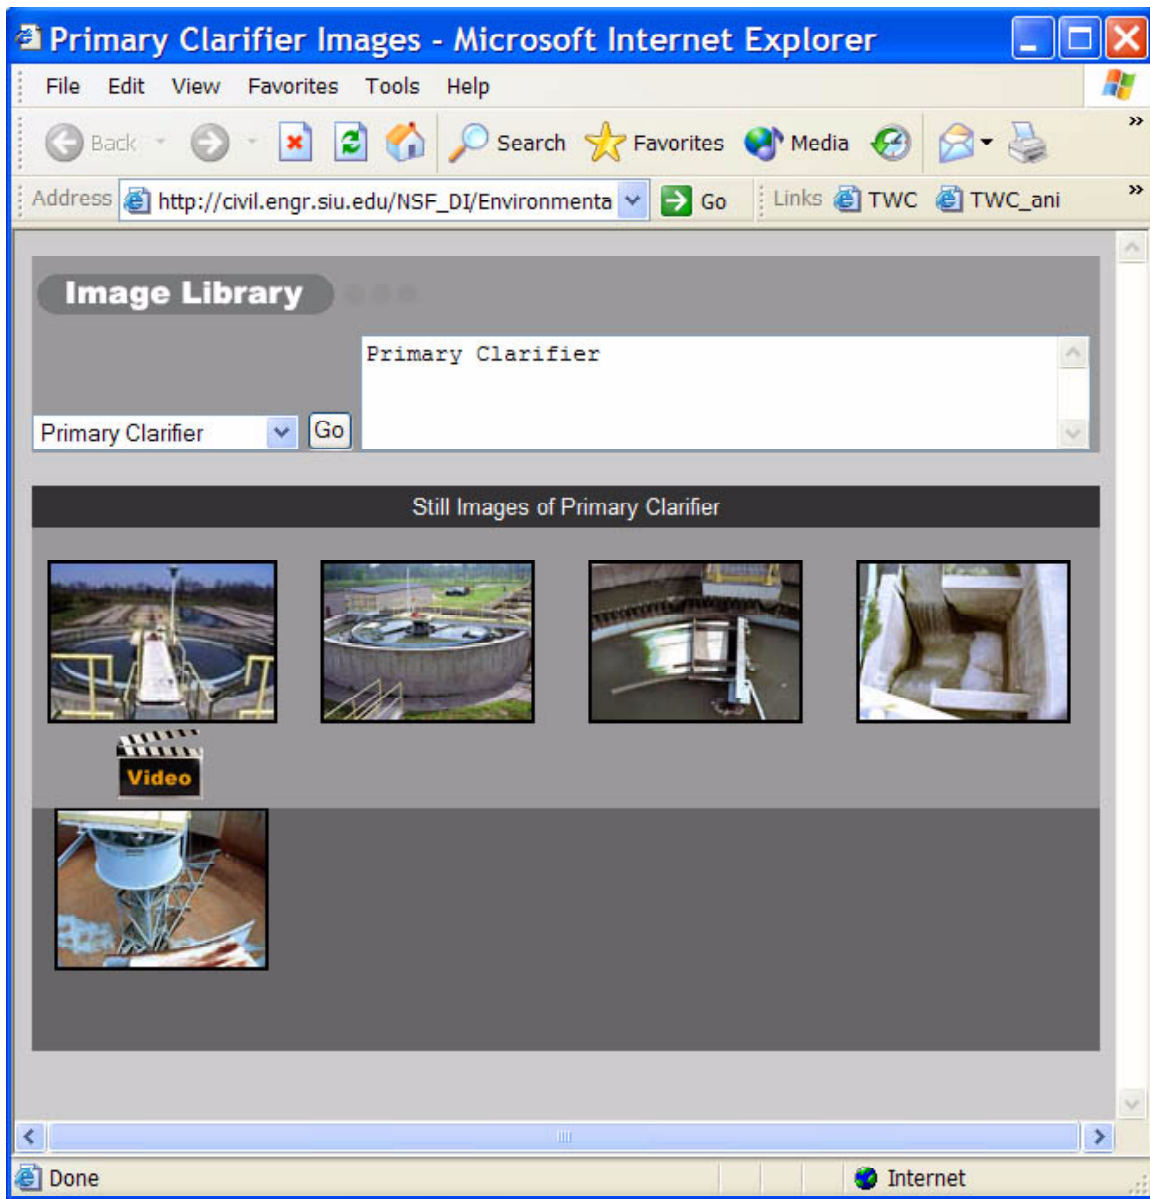 Primary Clarifier Images - Microsoft Internet Explorer
File Edit View Favorites Tools Help
Back Search Favorites Media »
Address http://civil.engr.siu.edu/NSF_DI/Environmenta Go Links TWC TWC_ani »
Image Library
Primary Clarifier
Primary Clarifier Go
Still Images of Primary Clarifier
Video
Done Internet